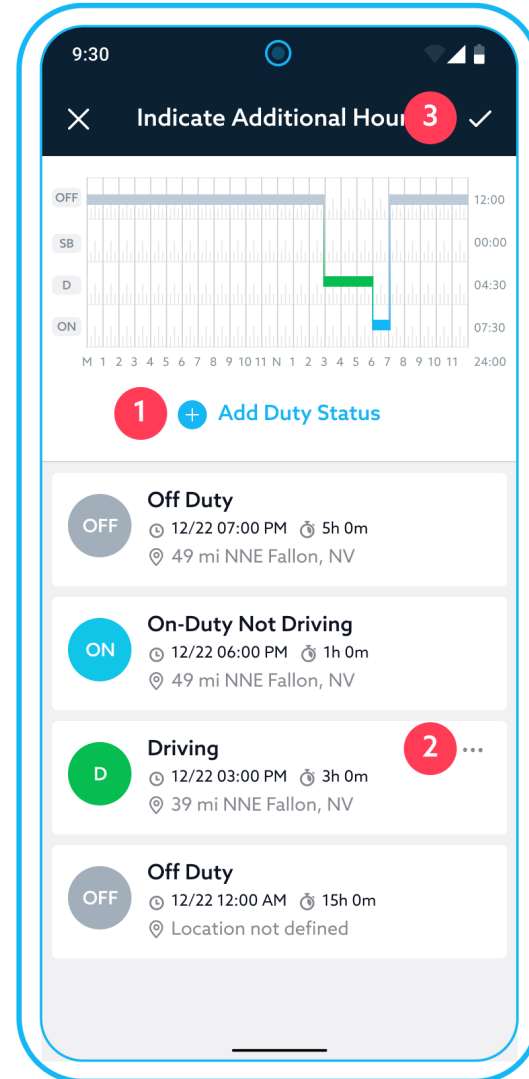 9:30
Indicate Additional Hour
3
OFF 12:00
SB 00:00
D 04:30
ON 07:30
M 1 2 3 4 5 6 7 8 9 10 11 N 1 2 3 4 5 6 7 8 9 10 11 24:00
1
+ Add Duty Status
OFF
Off Duty
12/22 07:00 PM 5h 0m
49 mi NNE Fallon, NV
ON
On-Duty Not Driving
12/22 06:00 PM 1h 0m
49 mi NNE Fallon, NV
D
Driving
2 ...
12/22 03:00 PM 3h 0m
39 mi NNE Fallon, NV
OFF
Off Duty
12/22 12:00 AM 15h 0m
Location not defined